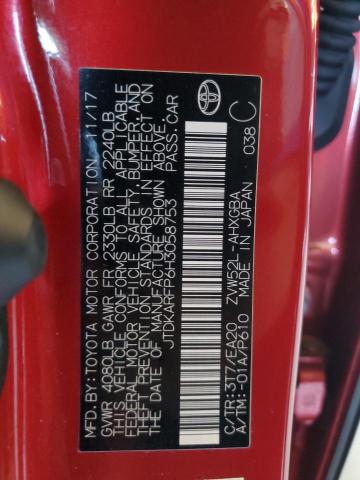 MFD.BY:TOYOTA MOTOR CORPORATION 11/17
GVWR 4080LB GAWR FR 2350LB RR 2240LB
THIS VEHICLE CONFORMS TO ALL APPLICABLE
FEDERAL MOTOR VEHICLE SAFETY, BUMPER, AND
THEFT PREVENTION STANDARDS IN EFFECT ON
THE DATE OF MANUFACTURE SHOWN ABOVE.
JTDKARFP6H3058753 PASS.CAR
C/TR:3T7/EA20 ZVW52L-AHXGBA
A/TM:-01A/P610 MADE IN JAPAN 038 C